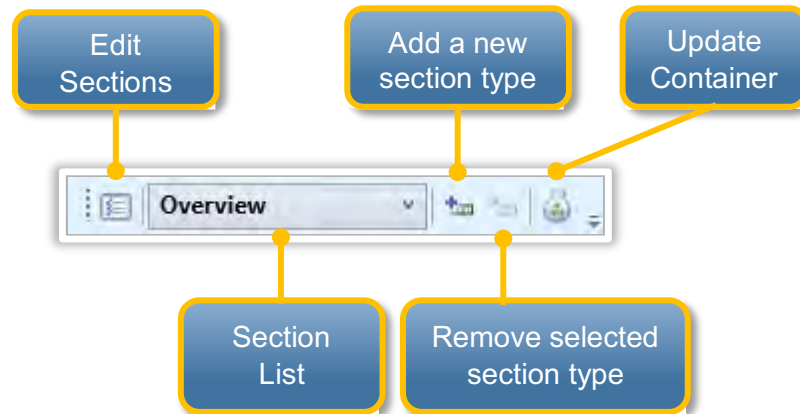 Edit
Sections
Add a new
section type
Update
Container
Overview
Section
List
Remove selected
section type